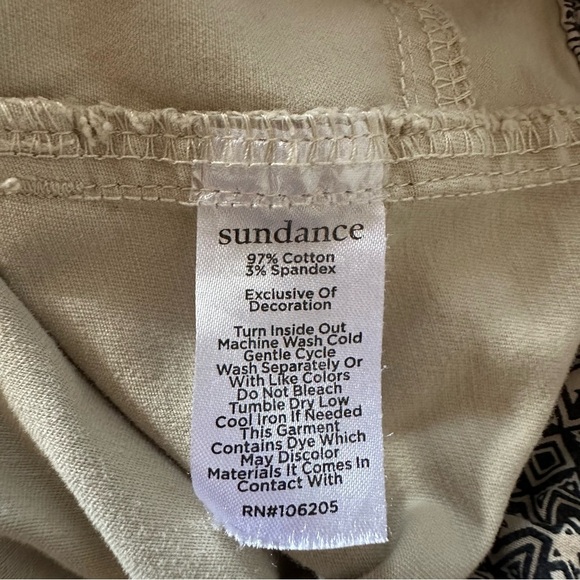 sundance
97% Cotton
3% Spandex
Exclusive Of
Decoration
Turn Inside Out
Machine Wash Cold
Gentle Cycle
Wash Separately Or
With Like Colors
Do Not Bleach
Tumble Dry Low
Cool Iron If Needed
This Garment
Contains Dye Which
May Discolor
Materials It Comes In
Contact With
RN#106205